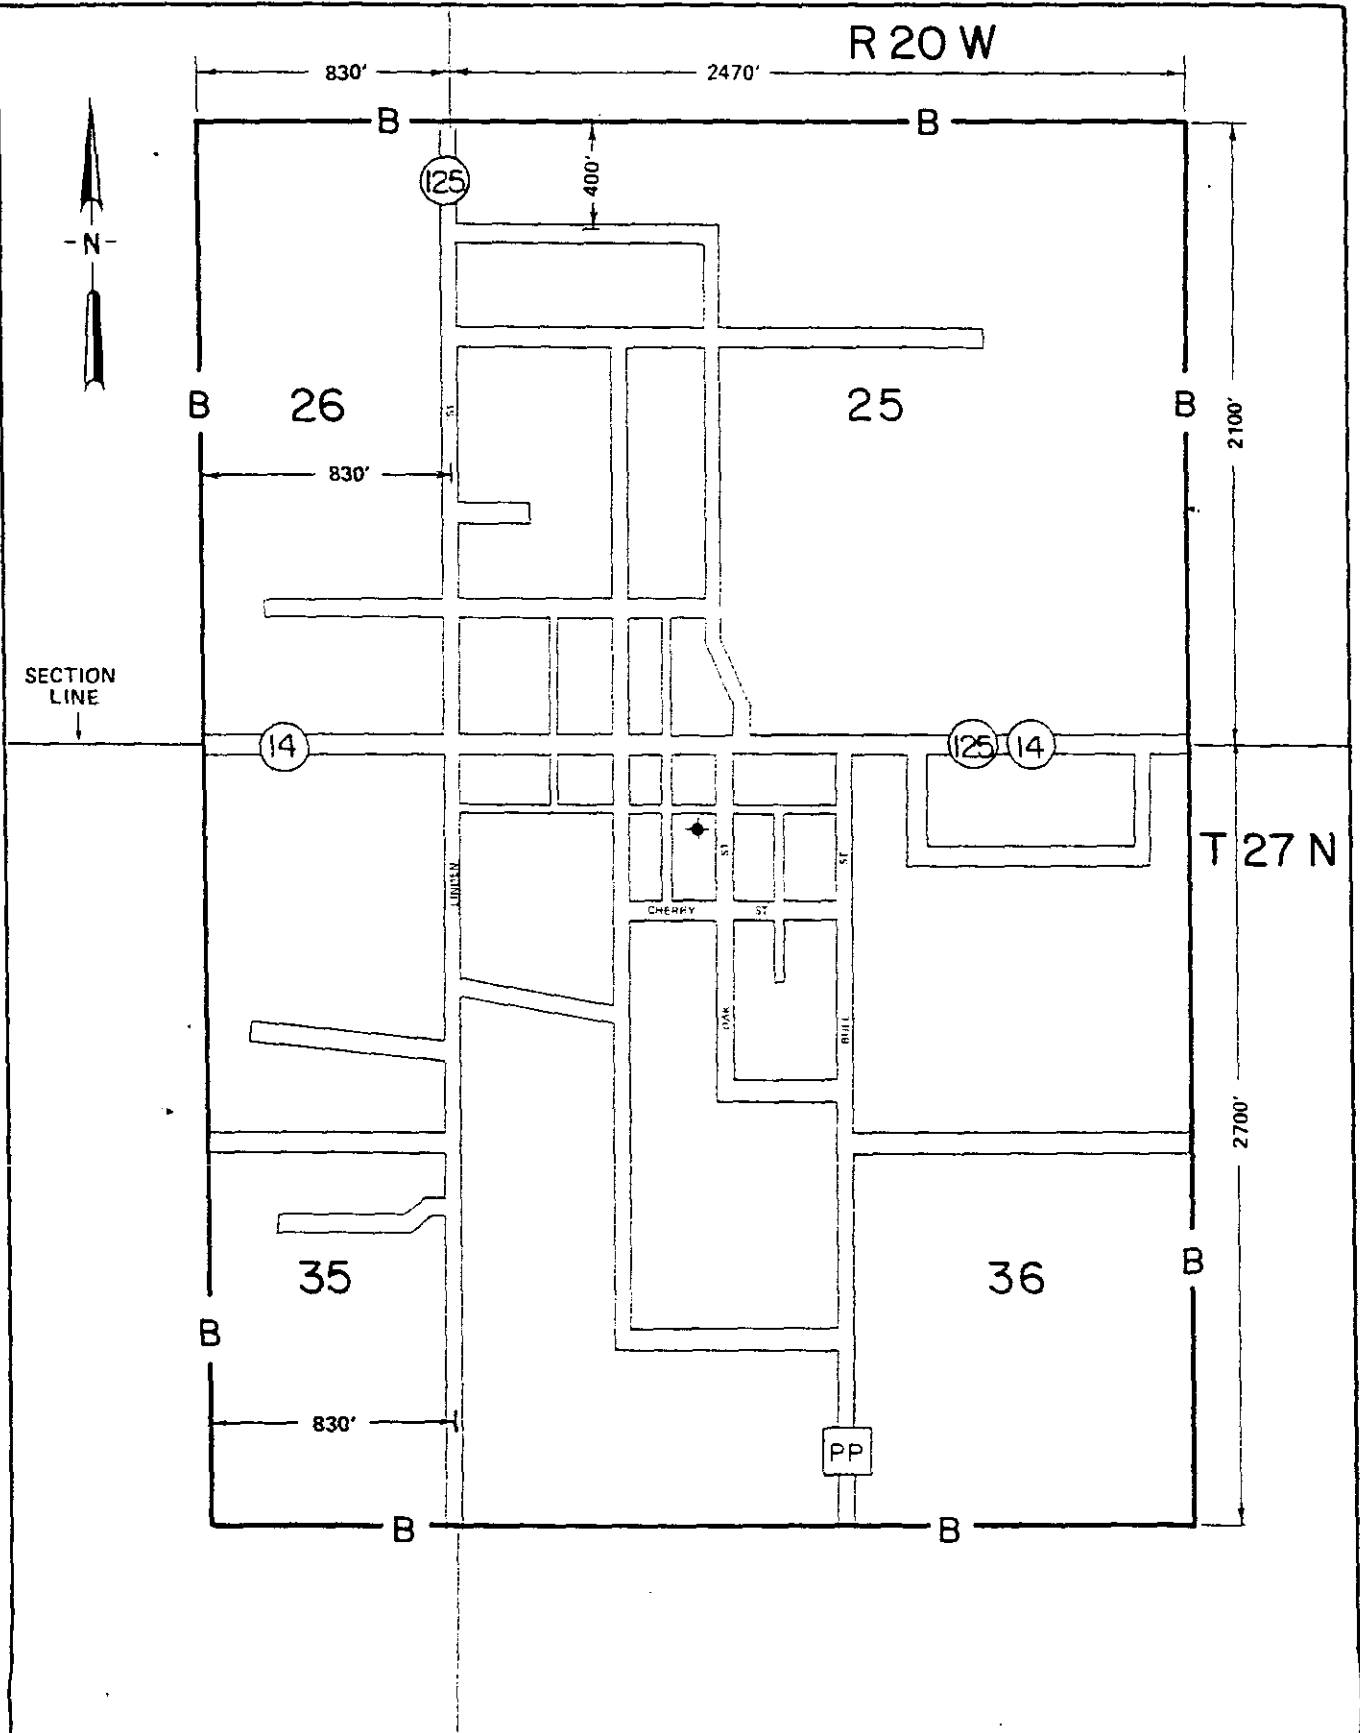 R 20 W
830' 2470'
B B
125
400'
- N -
B 26 25 B
ST
2100'
830'
SECTION
LINE
14 125 14
T 27 N
LINDEN ST ST
CHERRY ST
OAK BULL
2700'
35 36 B
B
830'
PP
B B